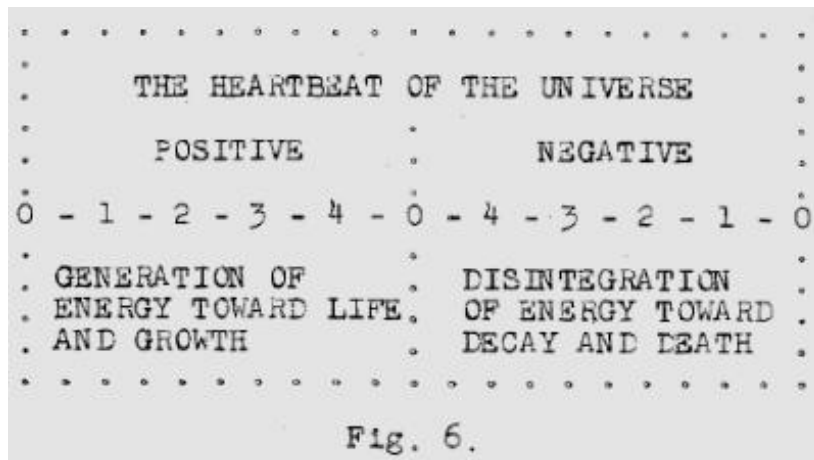 THE HEARTBEAT OF THE UNIVERSE
POSITIVE NEGATIVE
0 - 1 - 2 - 3 - 4 - 0 - 4 - 3 - 2 - 1 - 0
GENERATION OF DISINTEGRATION
ENERGY TOWARD LIFE OF ENERGY TOWARD
AND GROWTH DECAY AND DEATH
Fig. 6.